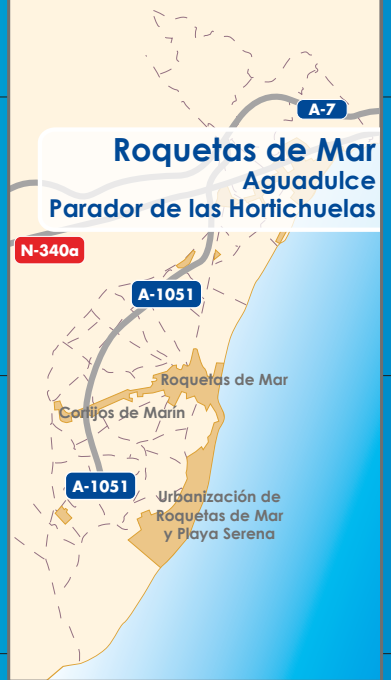 A-7
Roquetas de Mar
Aguadulce
Parador de las Hortichuelas
N-340a
A-1051
Roquetas de Mar
Cortijos de Marín
A-1051
Urbanización de
Roquetas de Mar
y Playa Serena